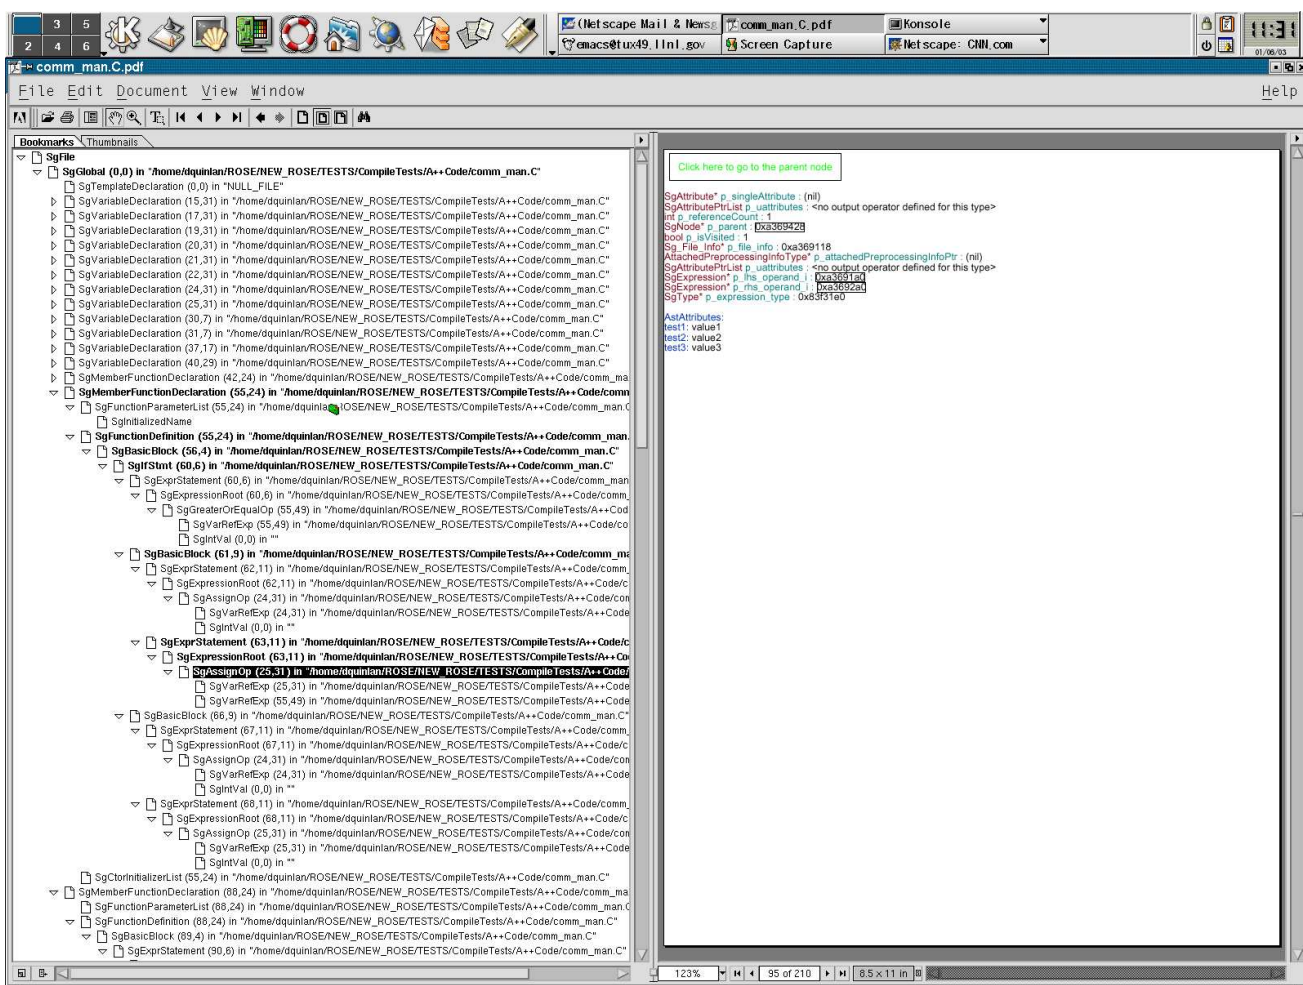 3 5
2 4 6
(Netscape Mail & Newsg
comm_man.C.pdf
Konsole
emacs@tux49.llnl.gov
Screen Capture
Netscape: CNN.com
11:31
01/06/03
comm_man.C.pdf
File Edit Document View Window Help
Bookmarks Thumbnails
SgFile
SgGlobal (0,0) in "/home/dquinlan/ROSE/NEW_ROSE/TESTS/CompileTests/A++Code/comm_man.C"
SgTemplateDeclaration (0,0) in "NULL_FILE"
SgVariableDeclaration (15,31) in "/home/dquinlan/ROSE/NEW_ROSE/TESTS/CompileTests/A++Code/comm_man.C"
SgVariableDeclaration (17,31) in "/home/dquinlan/ROSE/NEW_ROSE/TESTS/CompileTests/A++Code/comm_man.C"
SgVariableDeclaration (19,31) in "/home/dquinlan/ROSE/NEW_ROSE/TESTS/CompileTests/A++Code/comm_man.C"
SgVariableDeclaration (20,31) in "/home/dquinlan/ROSE/NEW_ROSE/TESTS/CompileTests/A++Code/comm_man.C"
SgVariableDeclaration (21,31) in "/home/dquinlan/ROSE/NEW_ROSE/TESTS/CompileTests/A++Code/comm_man.C"
SgVariableDeclaration (22,31) in "/home/dquinlan/ROSE/NEW_ROSE/TESTS/CompileTests/A++Code/comm_man.C"
SgVariableDeclaration (24,31) in "/home/dquinlan/ROSE/NEW_ROSE/TESTS/CompileTests/A++Code/comm_man.C"
SgVariableDeclaration (25,31) in "/home/dquinlan/ROSE/NEW_ROSE/TESTS/CompileTests/A++Code/comm_man.C"
SgVariableDeclaration (30,7) in "/home/dquinlan/ROSE/NEW_ROSE/TESTS/CompileTests/A++Code/comm_man.C"
SgVariableDeclaration (31,7) in "/home/dquinlan/ROSE/NEW_ROSE/TESTS/CompileTests/A++Code/comm_man.C"
SgVariableDeclaration (37,17) in "/home/dquinlan/ROSE/NEW_ROSE/TESTS/CompileTests/A++Code/comm_man.C"
SgVariableDeclaration (40,29) in "/home/dquinlan/ROSE/NEW_ROSE/TESTS/CompileTests/A++Code/comm_man.C"
SgMemberFunctionDeclaration (42,24) in "/home/dquinlan/ROSE/NEW_ROSE/TESTS/CompileTests/A++Code/comm_ma
SgMemberFunctionDeclaration (55,24) in "/home/dquinlan/ROSE/NEW_ROSE/TESTS/CompileTests/A++Code/comm
SgFunctionParameterList (55,24) in "/home/dquinla ROSE/NEW_ROSE/TESTS/CompileTests/A++Code/comm_man.C
SgInitializedName
SgFunctionDefinition (55,24) in "/home/dquinlan/ROSE/NEW_ROSE/TESTS/CompileTests/A++Code/comm_man.
SgBasicBlock (56,4) in "/home/dquinlan/ROSE/NEW_ROSE/TESTS/CompileTests/A++Code/comm_man.C"
SgIfStmt (60,6) in "/home/dquinlan/ROSE/NEW_ROSE/TESTS/CompileTests/A++Code/comm_man.C"
SgExprStatement (60,6) in "/home/dquinlan/ROSE/NEW_ROSE/TESTS/CompileTests/A++Code/comm_man
SgExpressionRoot (60,6) in "/home/dquinlan/ROSE/NEW_ROSE/TESTS/CompileTests/A++Code/comm_
SgGreaterOrEqualOp (55,49) in "/home/dquinlan/ROSE/NEW_ROSE/TESTS/CompileTests/A++Cod
SgVarRefExp (55,49) in "/home/dquinlan/ROSE/NEW_ROSE/TESTS/CompileTests/A++Code/co
SgIntVal (0,0) in ""
SgBasicBlock (61,9) in "/home/dquinlan/ROSE/NEW_ROSE/TESTS/CompileTests/A++Code/comm_ma
SgExprStatement (62,11) in "/home/dquinlan/ROSE/NEW_ROSE/TESTS/CompileTests/A++Code/comm_
SgExpressionRoot (62,11) in "/home/dquinlan/ROSE/NEW_ROSE/TESTS/CompileTests/A++Code/c
SgAssignOp (24,31) in "/home/dquinlan/ROSE/NEW_ROSE/TESTS/CompileTests/A++Code/con
SgVarRefExp (24,31) in "/home/dquinlan/ROSE/NEW_ROSE/TESTS/CompileTests/A++Code
SgIntVal (0,0) in ""
SgExprStatement (63,11) in "/home/dquinlan/ROSE/NEW_ROSE/TESTS/CompileTests/A++Code/c
SgExpressionRoot (63,11) in "/home/dquinlan/ROSE/NEW_ROSE/TESTS/CompileTests/A++Co
SgAssignOp (25,31) in "/home/dquinlan/ROSE/NEW_ROSE/TESTS/CompileTests/A++Code/
SgVarRefExp (25,31) in "/home/dquinlan/ROSE/NEW_ROSE/TESTS/CompileTests/A++Code
SgVarRefExp (55,49) in "/home/dquinlan/ROSE/NEW_ROSE/TESTS/CompileTests/A++Code
SgBasicBlock (66,9) in "/home/dquinlan/ROSE/NEW_ROSE/TESTS/CompileTests/A++Code/comm_man.C"
SgExprStatement (67,11) in "/home/dquinlan/ROSE/NEW_ROSE/TESTS/CompileTests/A++Code/comm_
SgExpressionRoot (67,11) in "/home/dquinlan/ROSE/NEW_ROSE/TESTS/CompileTests/A++Code/c
SgAssignOp (24,31) in "/home/dquinlan/ROSE/NEW_ROSE/TESTS/CompileTests/A++Code/con
SgVarRefExp (24,31) in "/home/dquinlan/ROSE/NEW_ROSE/TESTS/CompileTests/A++Code
SgIntVal (0,0) in ""
SgExprStatement (68,11) in "/home/dquinlan/ROSE/NEW_ROSE/TESTS/CompileTests/A++Code/comm_
SgExpressionRoot (68,11) in "/home/dquinlan/ROSE/NEW_ROSE/TESTS/CompileTests/A++Code/c
SgAssignOp (25,31) in "/home/dquinlan/ROSE/NEW_ROSE/TESTS/CompileTests/A++Code/con
SgVarRefExp (25,31) in "/home/dquinlan/ROSE/NEW_ROSE/TESTS/CompileTests/A++Code
SgIntVal (0,0) in ""
SgCtorInitializerList (55,24) in "/home/dquinlan/ROSE/NEW_ROSE/TESTS/CompileTests/A++Code/comm_man.C"
SgMemberFunctionDeclaration (88,24) in "/home/dquinlan/ROSE/NEW_ROSE/TESTS/CompileTests/A++Code/comm_ma
SgFunctionParameterList (88,24) in "/home/dquinlan/ROSE/NEW_ROSE/TESTS/CompileTests/A++Code/comm_man.C
SgFunctionDefinition (88,24) in "/home/dquinlan/ROSE/NEW_ROSE/TESTS/CompileTests/A++Code/comm_man.C"
SgBasicBlock (89,4) in "/home/dquinlan/ROSE/NEW_ROSE/TESTS/CompileTests/A++Code/comm_man.C"
SgExprStatement (90,6) in "/home/dquinlan/ROSE/NEW_ROSE/TESTS/CompileTests/A++Code/comm_man.C"
Click here to go to the parent node
SgAttribute* p_singleAttribute : (nil)
SgAttributePtrList p_uattributes : <no output operator defined for this type>
int p_referenceCount : 1
SgNode* p_parent : 0xa369428
bool p_isVisited : 1
Sg_File_Info* p_file_info : 0xa369118
AttachedPreprocessingInfoType* p_attachedPreprocessingInfoPtr : (nil)
SgAttributePtrList p_uattributes : <no output operator defined for this type>
SgExpression* p_lhs_operand_i : 0xa3691a0
SgExpression* p_rhs_operand_i : 0xa3692a0
SgType* p_expression_type : 0x83f31e0
AstAttributes:
test1: value1
test2: value2
test3: value3
123% 95 of 210 8.5 x 11 in